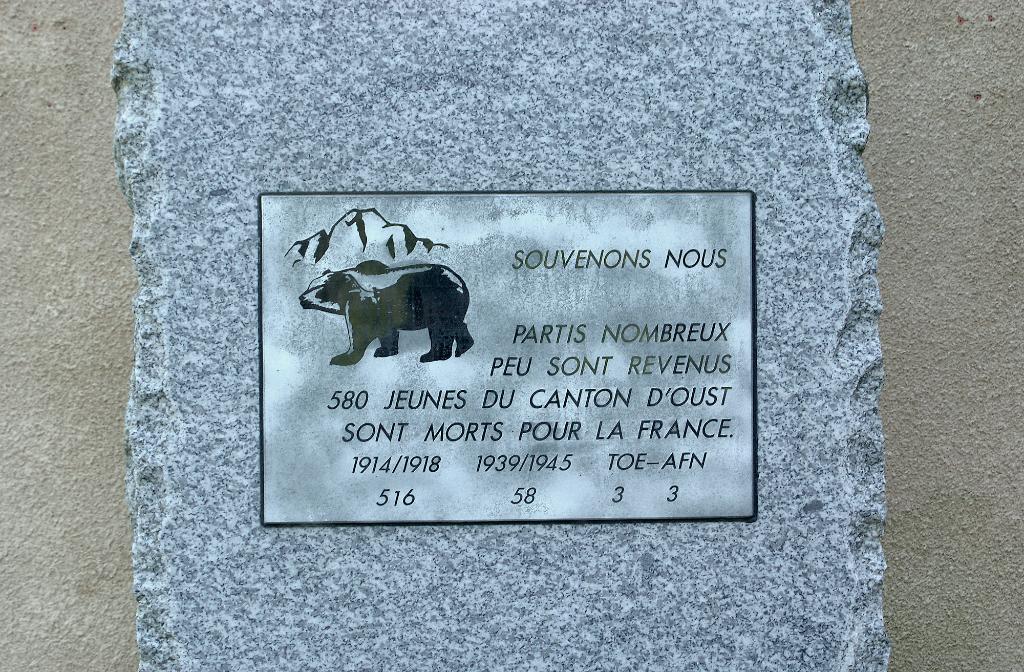 SOUVENONS NOUS
PARTIS NOMBREUX
PEU SONT REVENUS
580 JEUNES DU CANTON D'OUST
SONT MORTS POUR LA FRANCE.
1914/1918 1939/1945 TOE-AFN
516 58 3 3